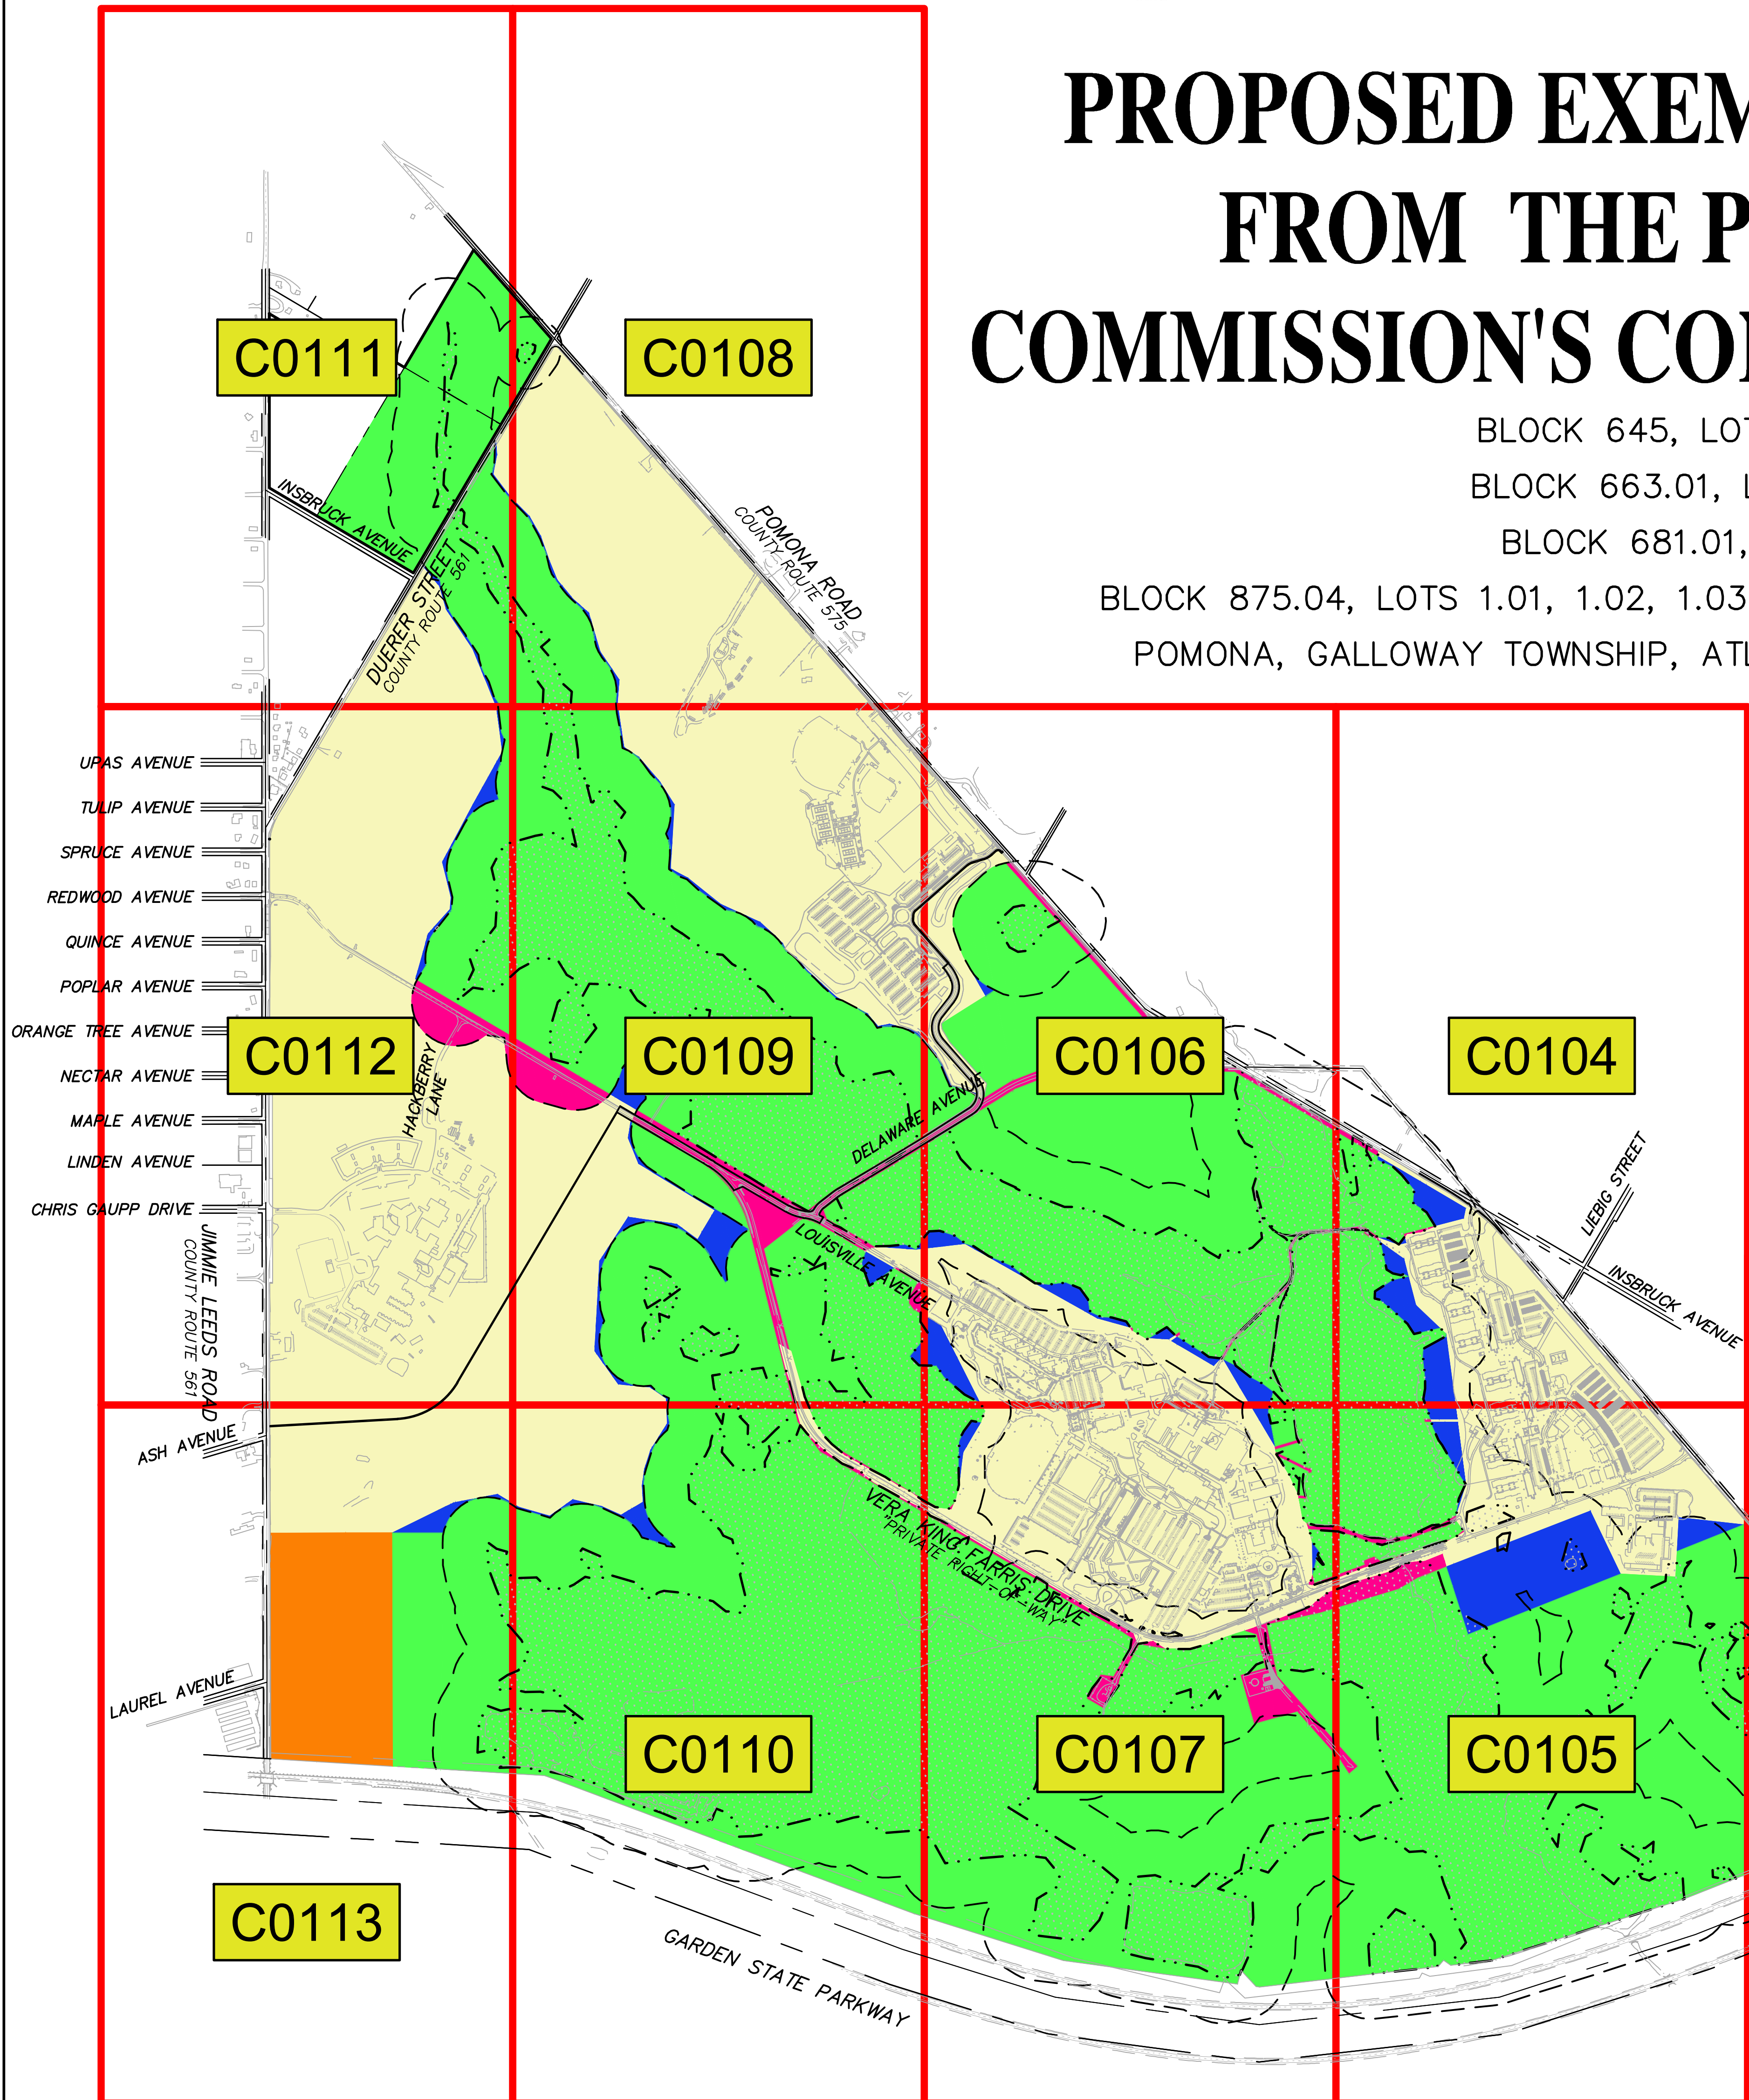 PROPOSED EXEM
FROM THE P
COMMISSION'S CO
BLOCK 645, LOT
BLOCK 663.01, L
BLOCK 681.01,
BLOCK 875.04, LOTS 1.01, 1.02, 1.03
POMONA, GALLOWAY TOWNSHIP, ATL
C0111
C0108
INSBRUCK AVENUE
DUERER STREET
COUNTY ROUTE 561
POMONA ROAD
COUNTY ROUTE 575
UPAS AVENUE
TULIP AVENUE
SPRUCE AVENUE
REDWOOD AVENUE
QUINCE AVENUE
POPLAR AVENUE
ORANGE TREE AVENUE
NECTAR AVENUE
MAPLE AVENUE
LINDEN AVENUE
CHRIS GAUPP DRIVE
C0112
C0109
C0106
C0104
HACKBERRY
LANE
DELAWARE AVENUE
LOUISVILLE AVENUE
LIEBIG STREET
INSBRUCK AVENUE
JIMMIE LEEDS ROAD
COUNTY ROUTE 561
ASH AVENUE
VERA KING FARRIS DRIVE
"PRIVATE RIGHT-OF-WAY"
LAUREL AVENUE
C0110
C0107
C0105
C0113
GARDEN STATE PARKWAY